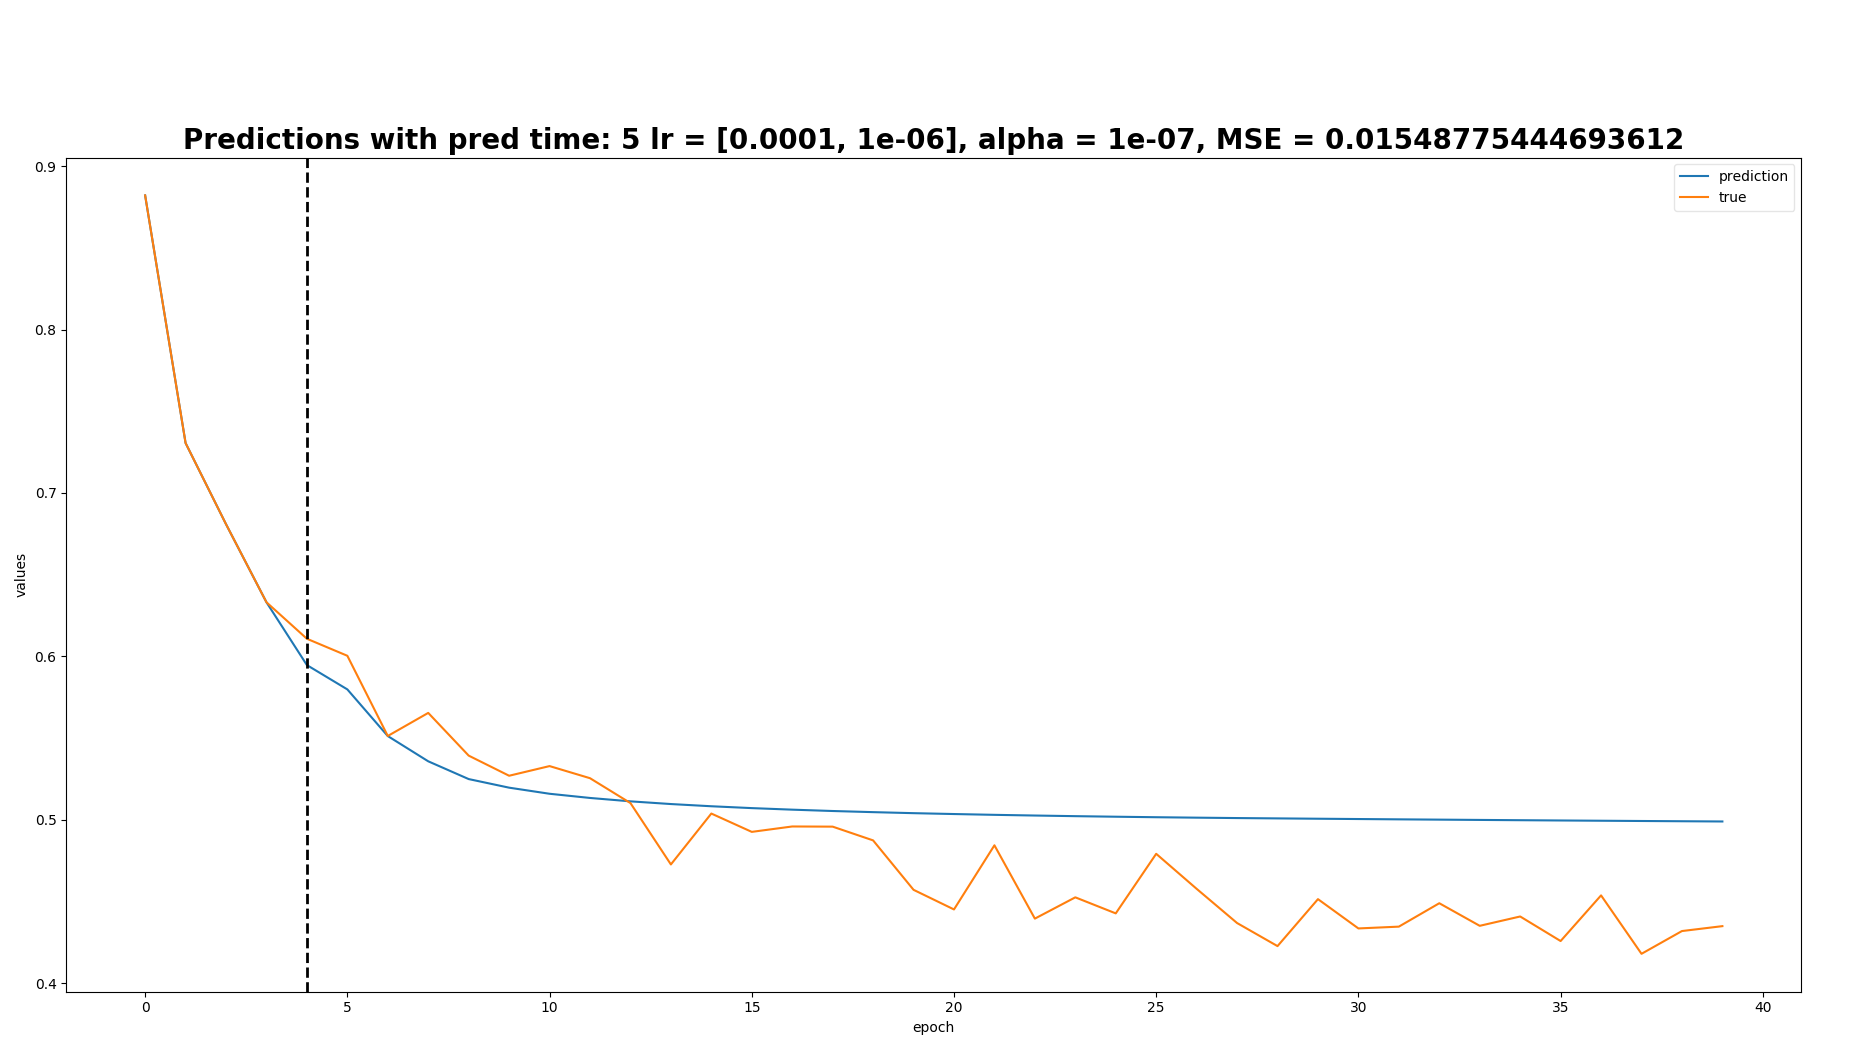 Predictions with pred time: 5 lr = [0.0001, 1e-06], alpha = 1e-07, MSE = 0.01548775444693612
prediction
true
values
0.9
0.8
0.7
0.6
0.5
0.4
0 5 10 15 20 25 30 35 40
epoch